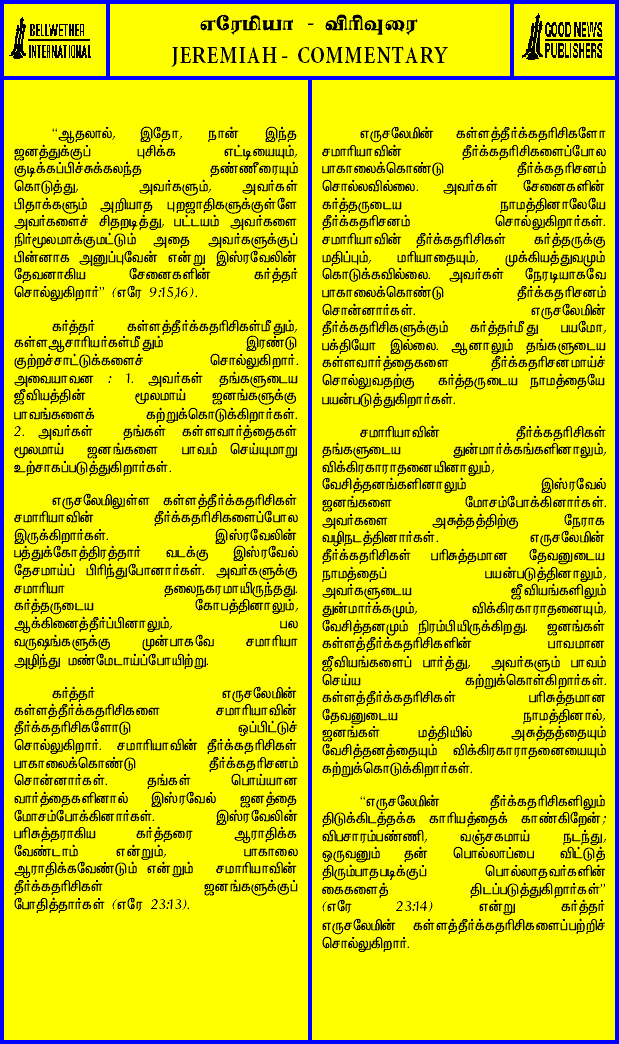 BELLWETHER
INTERNATIONAL
எரேமியா - விரிவுரை
JEREMIAH - COMMENTARY
GOOD NEWS
PUBLISHERS
"ஆதலால், இதோ, நான் இந்த
ஜனத்துக்குப் புசிக்க எட்டியையும்,
குடிக்கப்பிச்சுக்கலந்த தண்ணீரையும்
கொடுத்து, அவர்களும், அவர்கள்
பிதாக்களும் அறியாத புறஜாதிகளுக்குள்ளே
அவர்களைச் சிதறடித்து, பட்டயம் அவர்களை
நிர்மூலமாக்குமட்டும் அதை அவர்களுக்குப்
பின்னாக அனுப்புவேன் என்று இஸ்ரவேலின்
தேவனாகிய சேனைகளின் கர்த்தர்
சொல்லுகிறார்" (எரே 9:15,16).
கர்த்தர் கள்ளத்தீர்க்கதரிசிகள்மீதும்,
கள்ளஆசாரியர்கள்மீதும் இரண்டு
குற்றச்சாட்டுக்களைச் சொல்லுகிறார்.
அவையாவன : 1. அவர்கள் தங்களுடைய
ஜீவியத்தின் மூலமாய் ஜனங்களுக்கு
பாவங்களைக் கற்றுக்கொடுக்கிறார்கள்.
2. அவர்கள் தங்கள் கள்ளவார்த்தைகள்
மூலமாய் ஜனங்களை பாவம் செய்யுமாறு
உற்சாகப்படுத்துகிறார்கள்.
எருசலேமிலுள்ள கள்ளத்தீர்க்கதரிசிகள்
சமாரியாவின் தீர்க்கதரிசிகளைப்போல
இருக்கிறார்கள். இஸ்ரவேலின்
பத்துக்கோத்திரத்தார் வடக்கு இஸ்ரவேல்
தேசமாய்ப் பிரிந்துபோனார்கள். அவர்களுக்கு
சமாரியா தலைநகரமாயிருந்தது.
கர்த்தருடைய கோபத்தினாலும்,
ஆக்கினைத்தீர்ப்பினாலும், பல
வருஷங்களுக்கு முன்பாகவே சமாரியா
அழிந்து மண்மேடாய்ப்போயிற்று.
கர்த்தர் எருசலேமின்
கள்ளத்தீர்க்கதரிசிகளை சமாரியாவின்
தீர்க்கதரிசிகளோடு ஒப்பிட்டுச்
சொல்லுகிறார். சமாரியாவின் தீர்க்கதரிசிகள்
பாகாலைக்கொண்டு தீர்க்கதரிசனம்
சொன்னார்கள். தங்கள் பொய்யான
வார்த்தைகளினால் இஸ்ரவேல் ஜனத்தை
மோசம்போக்கினார்கள். இஸ்ரவேலின்
பரிசுத்தராகிய கர்த்தரை ஆராதிக்க
வேண்டாம் என்றும், பாகாலை
ஆராதிக்கவேண்டும் என்றும் சமாரியாவின்
தீர்க்கதரிசிகள் ஜனங்களுக்குப்
போதித்தார்கள் (எரே 23:13).
எருசலேமின் கள்ளத்தீர்க்கதரிசிகளோ
சமாரியாவின் தீர்க்கதரிசிகளைப்போல
பாகாலைக்கொண்டு தீர்க்கதரிசனம்
சொல்லவில்லை. அவர்கள் சேனைகளின்
கர்த்தருடைய நாமத்தினாலேயே
தீர்க்கதரிசனம் சொல்லுகிறார்கள்.
சமாரியாவின் தீர்க்கதரிசிகள் கர்த்தருக்கு
மதிப்பும், மரியாதையும், முக்கியத்துவமும்
கொடுக்கவில்லை. அவர்கள் நேரடியாகவே
பாகாலைக்கொண்டு தீர்க்கதரிசனம்
சொன்னார்கள். எருசலேமின்
தீர்க்கதரிசிகளுக்கும் கர்த்தர்மீது பயமோ,
பக்தியோ இல்லை. ஆனாலும் தங்களுடைய
கள்ளவார்த்தைகளை தீர்க்கதரிசனமாய்ச்
சொல்லுவதற்கு கர்த்தருடைய நாமத்தையே
பயன்படுத்துகிறார்கள்.
சமாரியாவின் தீர்க்கதரிசிகள்
தங்களுடைய துன்மார்க்கங்களினாலும்,
விக்கிரகாராதனையினாலும்,
வேசித்தனங்களினாலும் இஸ்ரவேல்
ஜனங்களை மோசம்போக்கினார்கள்.
அவர்களை அசுத்தத்திற்கு நேராக
வழிநடத்தினார்கள். எருசலேமின்
தீர்க்கதரிசிகள் பரிசுத்தமான தேவனுடைய
நாமத்தைப் பயன்படுத்தினாலும்,
அவர்களுடைய ஜீவியங்களிலும்
துன்மார்க்கமும், விக்கிரகாராதனையும்,
வேசித்தனமும் நிரம்பியிருக்கிறது. ஜனங்கள்
கள்ளத்தீர்க்கதரிசிகளின் பாவமான
ஜீவியங்களைப் பார்த்து, அவர்களும் பாவம்
செய்ய கற்றுக்கொள்கிறார்கள்.
கள்ளத்தீர்க்கதரிசிகள் பரிசுத்தமான
தேவனுடைய நாமத்தினால்,
ஜனங்கள் மத்தியில் அசுத்தத்தையும்
வேசித்தனத்தையும் விக்கிரகாராதனையையும்
கற்றுக்கொடுக்கிறார்கள்.
"எருசலேமின் தீர்க்கதரிசிகளிலும்
திடுக்கிடத்தக்க காரியத்தைக் காண்கிறேன்;
விபசாரம்பண்ணி, வஞ்சகமாய் நடந்து,
ஒருவனும் தன் பொல்லாப்பை விட்டுத்
திரும்பாதபடிக்குப் பொல்லாதவர்களின்
கைகளைத் திடப்படுத்துகிறார்கள்"
(எரே 23:14) என்று கர்த்தர்
எருசலேமின் கள்ளத்தீர்க்கதரிசிகளைப்பற்றிச்
சொல்லுகிறார்.